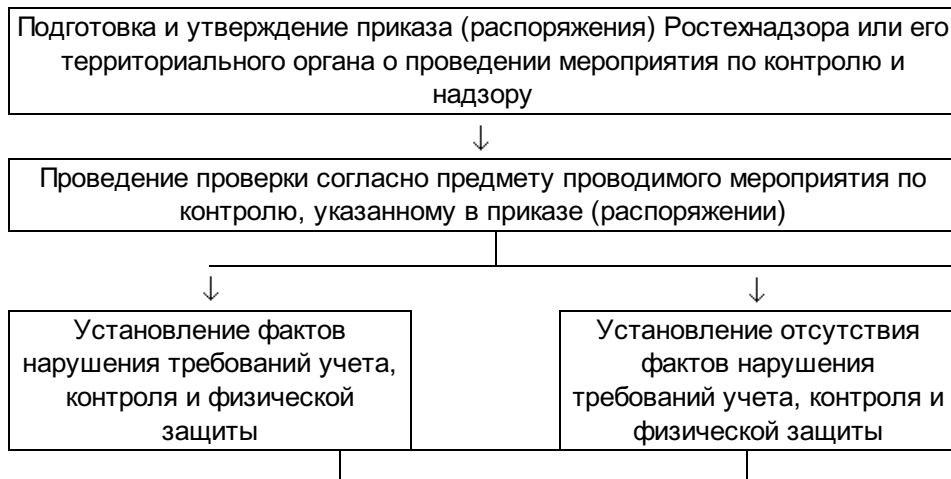 Подготовка и утверждение приказа (распоряжения) Ростехнадзора или его
территориального органа о проведении мероприятия по контролю и
надзору
Проведение проверки согласно предмету проводимого мероприятия по
контролю, указанному в приказе (распоряжении)
Установление фактов
нарушения требований учета,
контроля и физической
защиты
Установление отсутствия
фактов нарушения
требований учета, контроля и
физической защиты